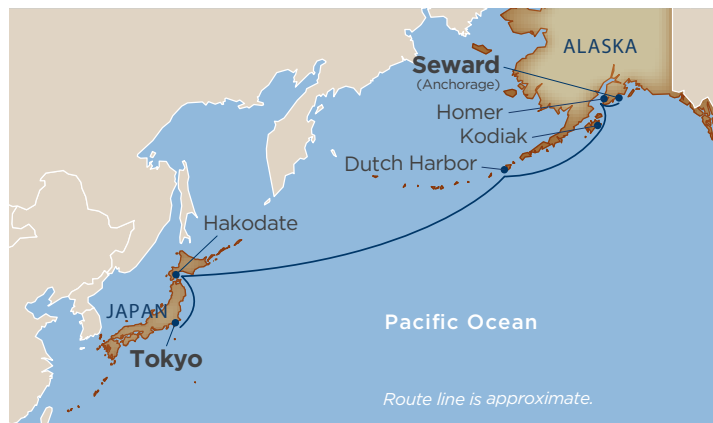 ALASKA
Seward
(Anchorage)
Homer
Kodiak
Dutch Harbor
Hakodate
JAPAN
Pacific Ocean
Tokyo
Route line is approximate.